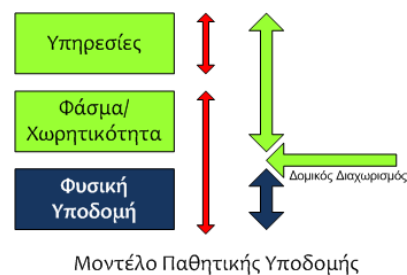 Υπηρεσίες
Φάσμα/
Χωρητικότητα
Φυσική
Υποδομή
Δομικός Διαχωρισμός
Μοντέλο Παθητικής Υποδομής